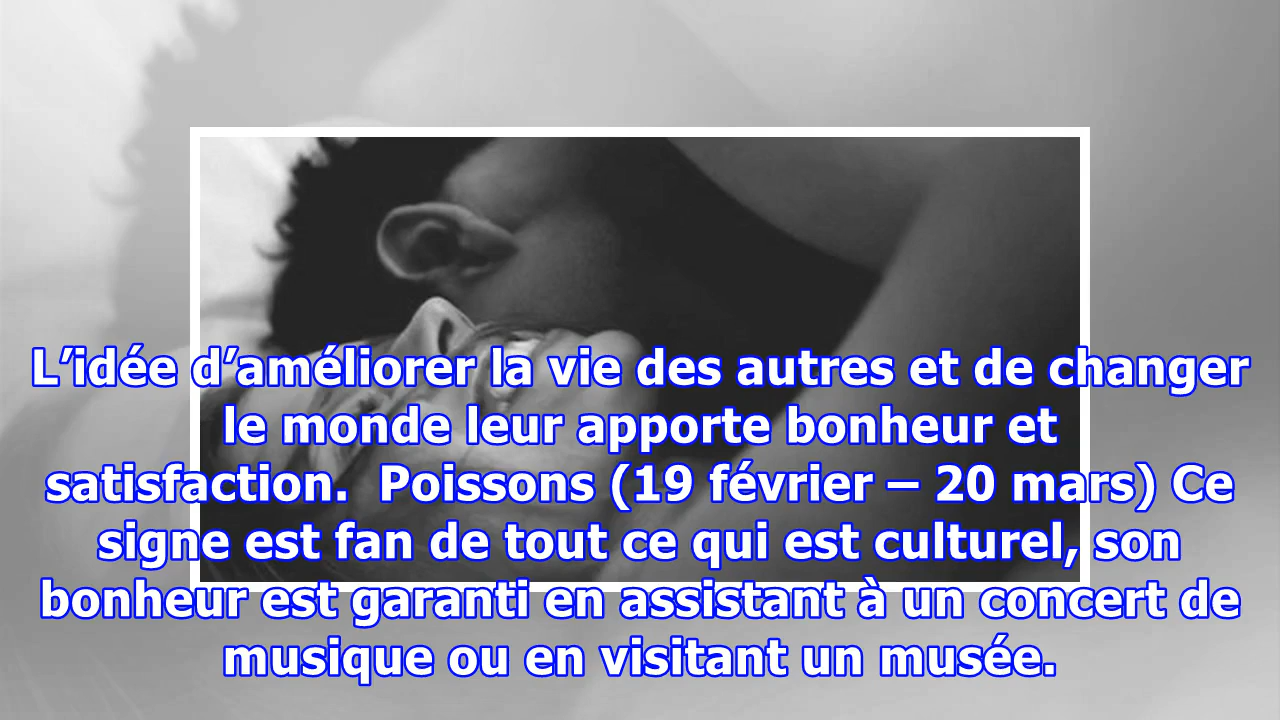 L’idée d’améliorer la vie des autres et de changer
le monde leur apporte bonheur et
satisfaction.  Poissons (19 février – 20 mars) Ce
signe est fan de tout ce qui est culturel, son
bonheur est garanti en assistant à un concert de
musique ou en visitant un musée.